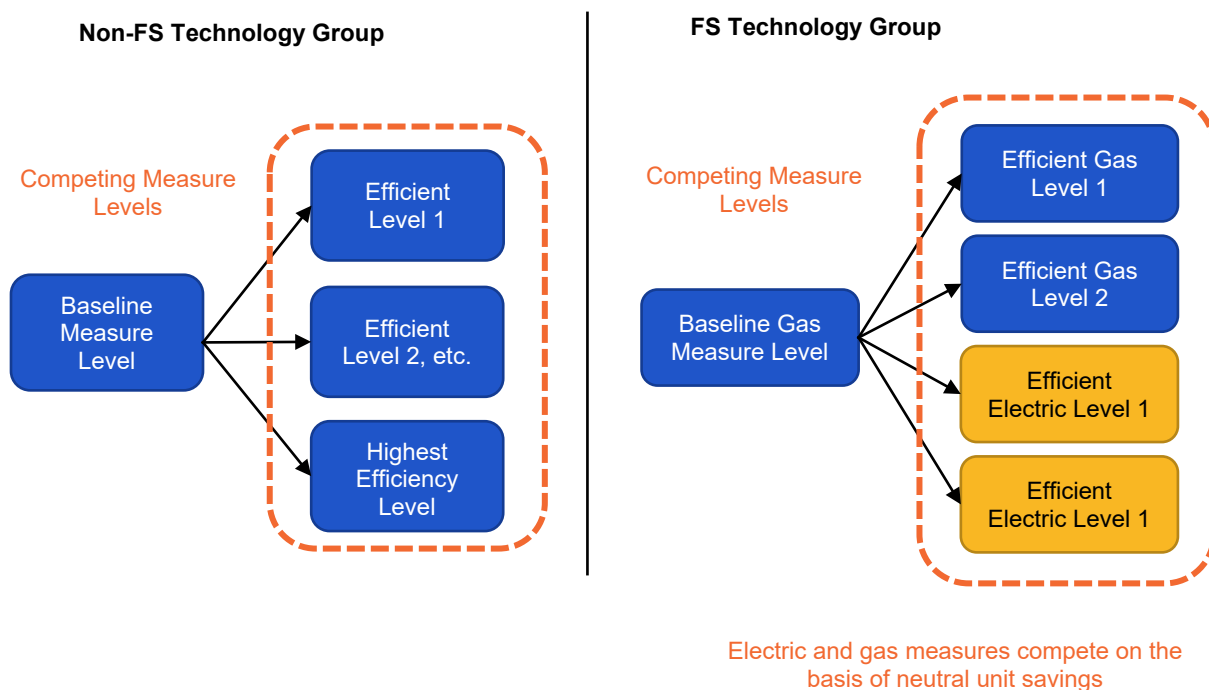 Non-FS Technology Group
Competing Measure
Levels
Baseline
Measure
Level
Efficient
Level 1
Efficient
Level 2, etc.
Highest
Efficiency
Level
FS Technology Group
Competing Measure
Levels
Baseline Gas
Measure Level
Efficient Gas
Level 1
Efficient Gas
Level 2
Efficient
Electric Level 1
Efficient
Electric Level 1
Electric and gas measures compete on the
basis of neutral unit savings